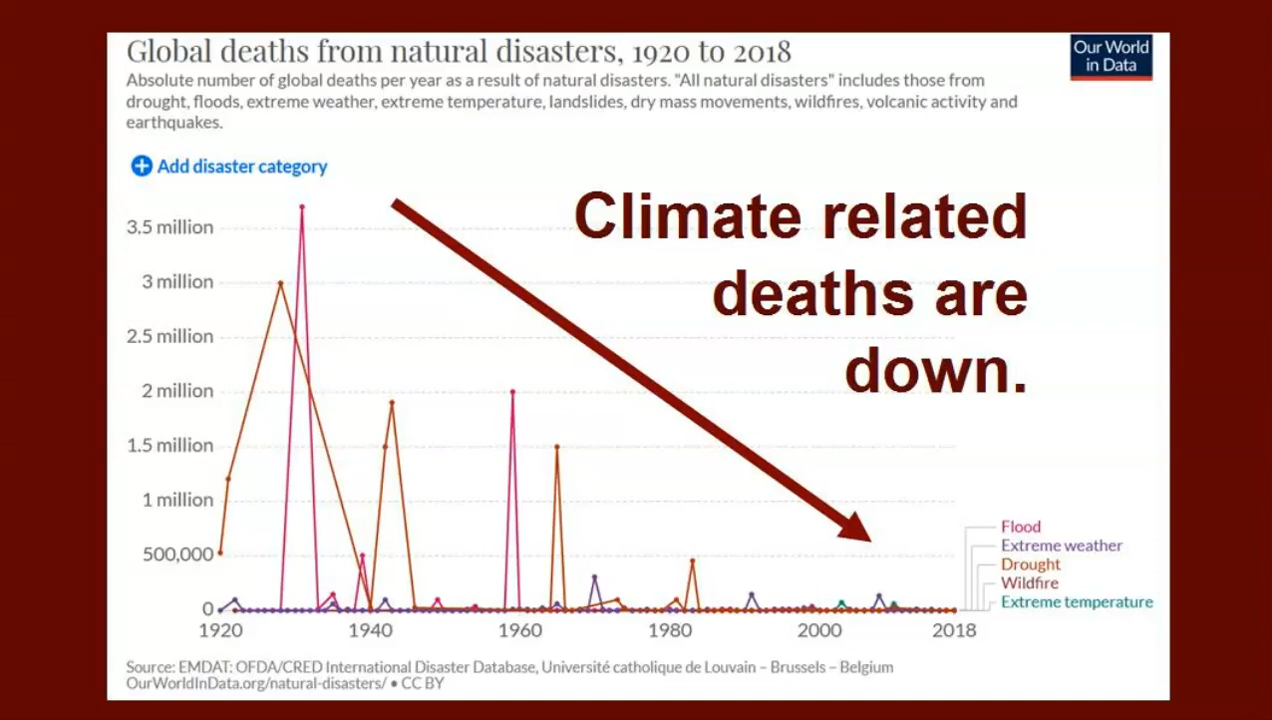 Global deaths from natural disasters, 1920 to 2018
Our World
in Data
Absolute number of global deaths per year as a result of natural disasters. "All natural disasters" includes those from
drought, floods, extreme weather, extreme temperature, landslides, dry mass movements, wildfires, volcanic activity and
earthquakes.
Add disaster category
Climate related
deaths are
down.
3.5 million
3 million
2.5 million
2 million
1.5 million
1 million
500,000
0
1920
1940
1960
1980
2000
2018
Flood
Extreme weather
Drought
Wildfire
Extreme temperature
Source: EMDAT: OFDA/CRED International Disaster Database, Université catholique de Louvain – Brussels – Belgium
OurWorldInData.org/natural-disasters/ • CC BY